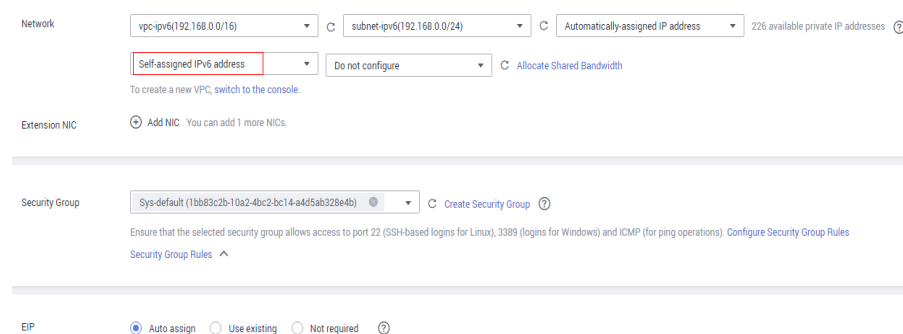 Network
vpc-ipv6(192.168.0.0/16) subnet-ipv6(192.168.0.0/24) Automatically-assigned IP address 226 available private IP addresses
Self-assigned IPv6 address Do not configure Allocate Shared Bandwidth
To create a new VPC, switch to the console.
Extension NIC Add NIC You can add 1 more NICs.
Security Group Sys-default (1bb83c2b-10a2-4bc2-bc14-a4d5ab328e4b) Create Security Group
Ensure that the selected security group allows access to port 22 (SSH-based logins for Linux), 3389 (logins for Windows) and ICMP (for ping operations). Configure Security Group Rules
Security Group Rules
EIP Auto assign Use existing Not required